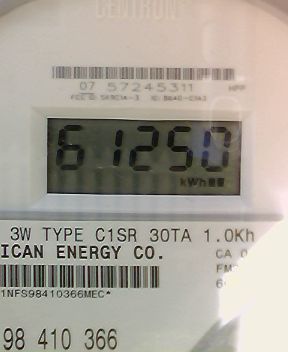 CENTRON
07 57245311
61250
kWh
3W TYPE C1SR 30TA 1.0Kh
ICAN ENERGY CO.
CA 0
1NFS98410366MEC*
98 410 366